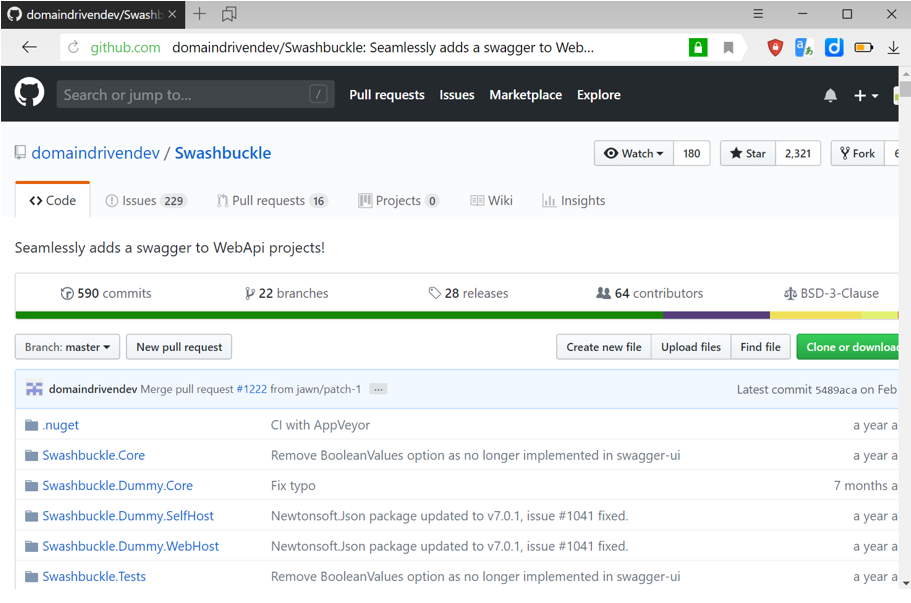 domaindrivendev/Swashb
github.com domaindrivendev/Swashbuckle: Seamlessly adds a swagger to Web...
Search or jump to... / Pull requests Issues Marketplace Explore
domaindrivendev / Swashbuckle Watch 180 Star 2,321 Fork
Code Issues 229 Pull requests 16 Projects 0 Wiki Insights
Seamlessly adds a swagger to WebApi projects!
590 commits 22 branches 28 releases 64 contributors BSD-3-Clause
Branch: master New pull request Create new file Upload files Find file Clone or download
domaindrivendev Merge pull request #1222 from jawn/patch-1 ... Latest commit 5489aca on Feb
.nuget CI with AppVeyor a year a
Swashbuckle.Core Remove BooleanValues option as no longer implemented in swagger-ui a year a
Swashbuckle.Dummy.Core Fix typo 7 months a
Swashbuckle.Dummy.SelfHost Newtonsoft.Json package updated to v7.0.1, issue #1041 fixed. a year a
Swashbuckle.Dummy.WebHost Newtonsoft.Json package updated to v7.0.1, issue #1041 fixed. a year a
Swashbuckle.Tests Remove BooleanValues option as no longer implemented in swagger-ui a year a